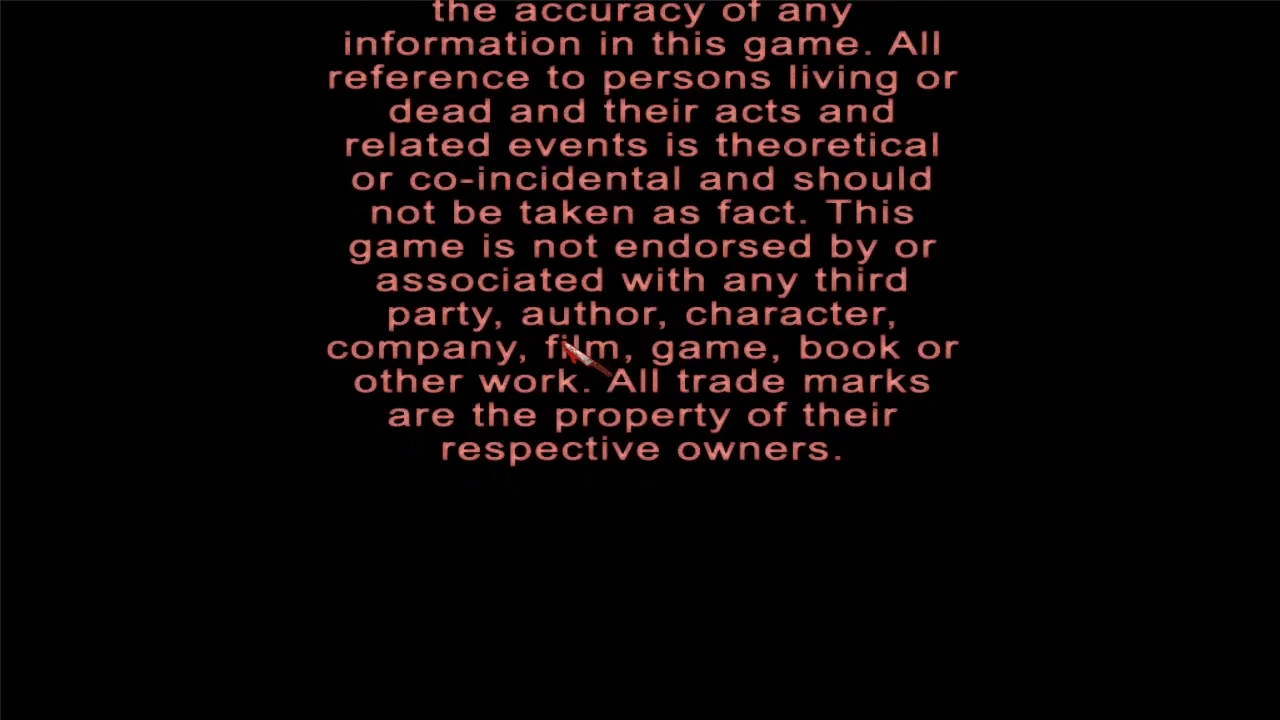 the accuracy of any
information in this game. All
reference to persons living or
dead and their acts and
related events is theoretical
or co-incidental and should
not be taken as fact. This
game is not endorsed by or
associated with any third
party, author, character,
company, film, game, book or
other work. All trade marks
are the property of their
respective owners.